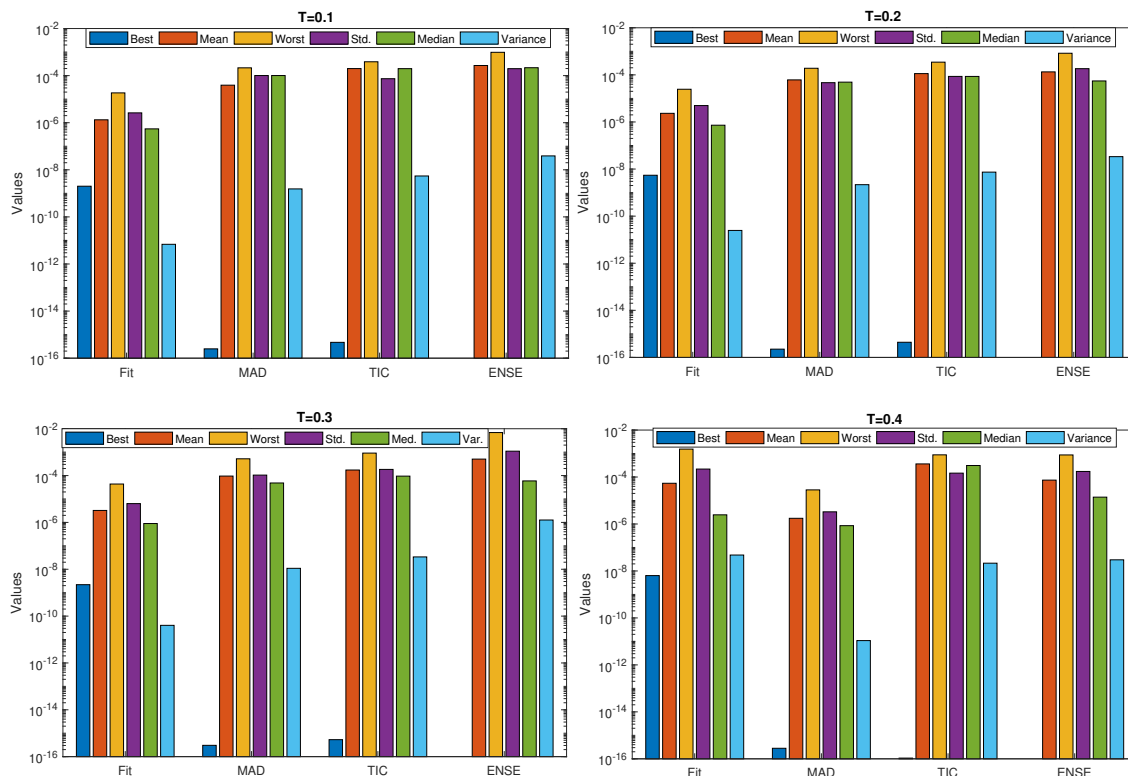 T=0.1
Best Mean Worst Std. Median Variance
Values
10^-2
10^-4
10^-6
10^-8
10^-10
10^-12
10^-14
10^-16
Fit MAD TIC ENSE
T=0.2
Best Mean Worst Std. Median Variance
Values
10^-2
10^-4
10^-6
10^-8
10^-10
10^-12
10^-14
10^-16
Fit MAD TIC ENSE
T=0.3
Best Mean Worst Std. Med. Var.
Values
10^-2
10^-4
10^-6
10^-8
10^-10
10^-12
10^-14
10^-16
Fit MAD TIC ENSE
T=0.4
Best Mean Worst Std. Median Variance
Values
10^-2
10^-4
10^-6
10^-8
10^-10
10^-12
10^-14
10^-16
Fit MAD TIC ENSE